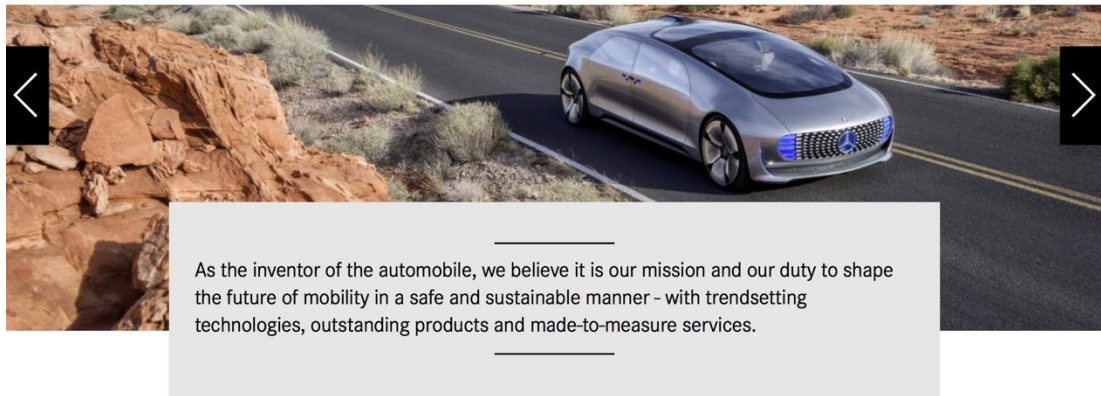 As the inventor of the automobile, we believe it is our mission and our duty to shape
the future of mobility in a safe and sustainable manner - with trendsetting
technologies, outstanding products and made-to-measure services.